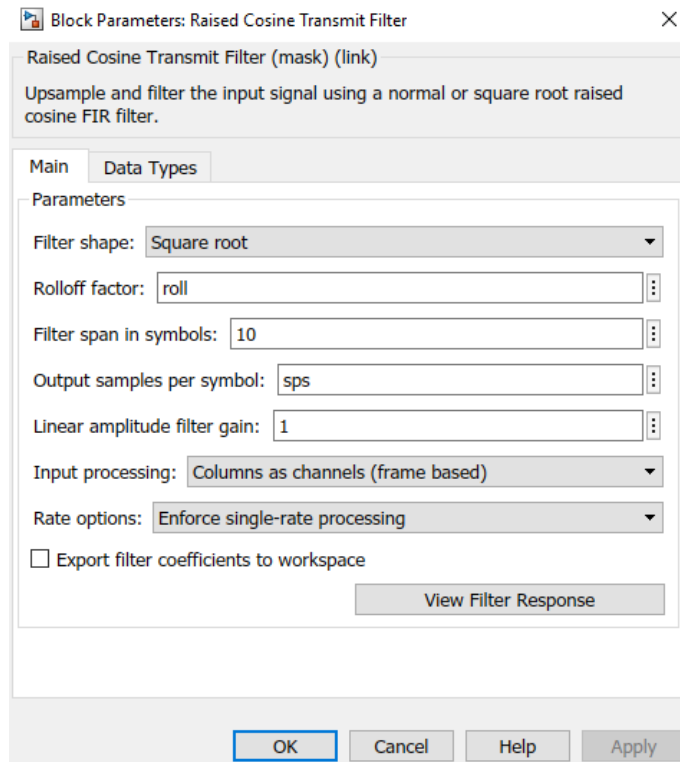 Block Parameters: Raised Cosine Transmit Filter
Raised Cosine Transmit Filter (mask) (link)
Upsample and filter the input signal using a normal or square root raised
cosine FIR filter.
Main Data Types
Parameters
Filter shape: Square root
Rolloff factor: roll
Filter span in symbols: 10
Output samples per symbol: sps
Linear amplitude filter gain: 1
Input processing: Columns as channels (frame based)
Rate options: Enforce single-rate processing
Export filter coefficients to workspace
View Filter Response
OK Cancel Help Apply